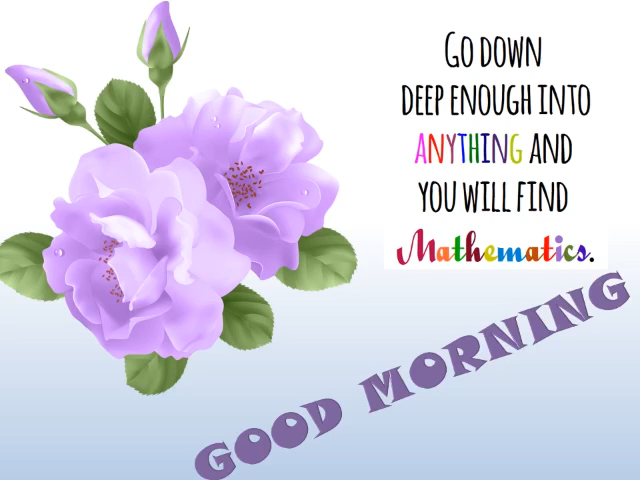 GO DOWN
DEEP ENOUGH INTO
ANYTHING AND
YOU WILL FIND
Mathematics.
GOOD MORNING